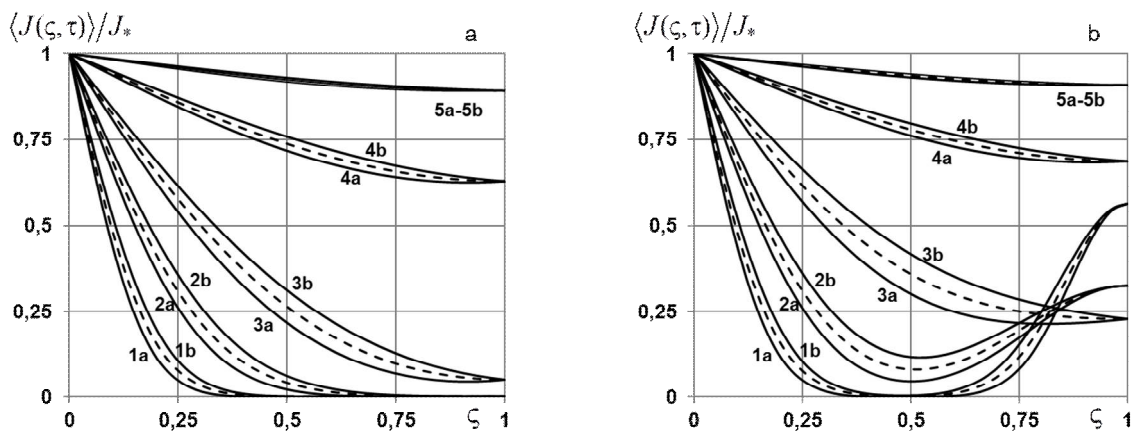 ⟨J(ς,τ)⟩/J* a
1
5a-5b
0,75
4b
4a
0,5
3b
2b
0,25
2a
3a
1a 1b
0
0 0,25 0,5 0,75 ς 1
⟨J(ς,τ)⟩/J* b
1
5a-5b
4b
0,75
4a
0,5
3b
2b
3a
0,25
2a
1a 1b
0
0 0,25 0,5 0,75 ς 1